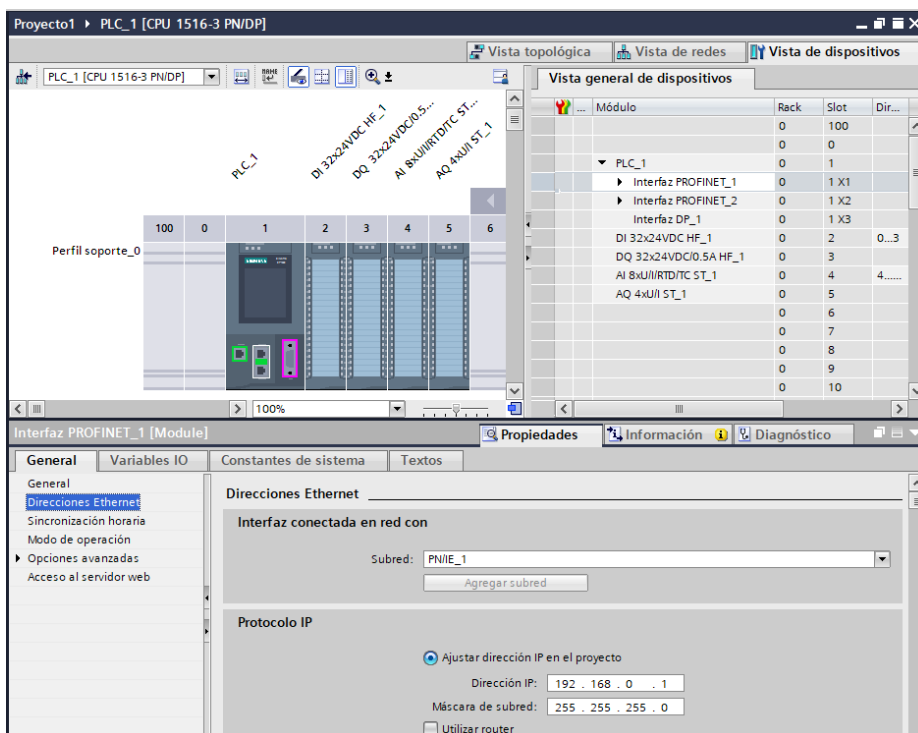 Proyecto1 ▸ PLC_1 [CPU 1516-3 PN/DP]
Vista topológica Vista de redes Vista de dispositivos
PLC_1 [CPU 1516-3 PN/DP]
Vista general de dispositivos
PLC_1
DI 32x24VDC HF_1
DQ 32x24VDC/0.5...
AI 8xU/I/RTD/TC ST...
AQ 4xU/I ST_1
100 0 1 2 3 4 5 6
Perfil soporte_0
SIEMENS
100%
... Módulo Rack Slot Dir...
0 100
0 0
PLC_1 0 1
Interfaz PROFINET_1 0 1 X1
Interfaz PROFINET_2 0 1 X2
Interfaz DP_1 0 1 X3
DI 32x24VDC HF_1 0 2 0...3
DQ 32x24VDC/0.5A HF_1 0 3
AI 8xU/I/RTD/TC ST_1 0 4 4......
AQ 4xU/I ST_1 0 5
0 6
0 7
0 8
0 9
0 10
Interfaz PROFINET_1 [Module]
Propiedades Información Diagnóstico
General Variables IO Constantes de sistema Textos
General
Direcciones Ethernet
Sincronización horaria
Modo de operación
Opciones avanzadas
Acceso al servidor web
Direcciones Ethernet
Interfaz conectada en red con
Subred: PN/IE_1
Agregar subred
Protocolo IP
Ajustar dirección IP en el proyecto
Dirección IP: 192 . 168 . 0 . 1
Máscara de subred: 255 . 255 . 255 . 0
Utilizar router